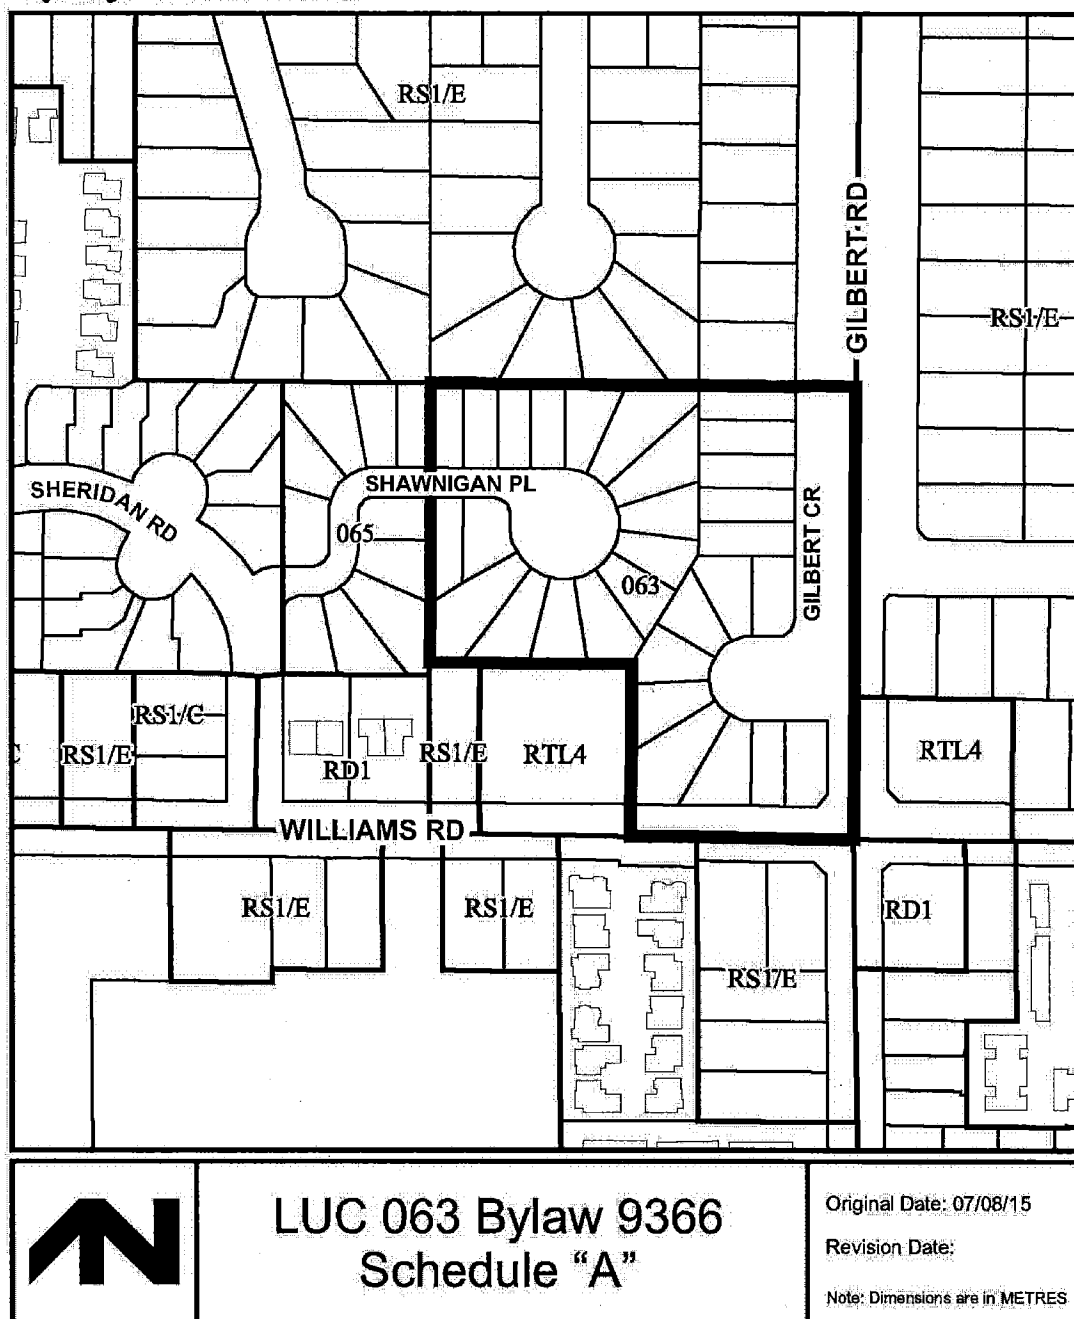 RS1/E
GILBERT RD
RS1/E
SHAWNIGAN PL
SHERIDAN RD
065
GILBERT CR
063
RS1/C
RS1/E
RD1
RS1/E
RTL4
RTL4
WILLIAMS RD
RS1/E
RS1/E
RD1
RS1/E
LUC 063 Bylaw 9366
Schedule “A”
Original Date: 07/08/15
Revision Date:
Note: Dimensions are in METRES